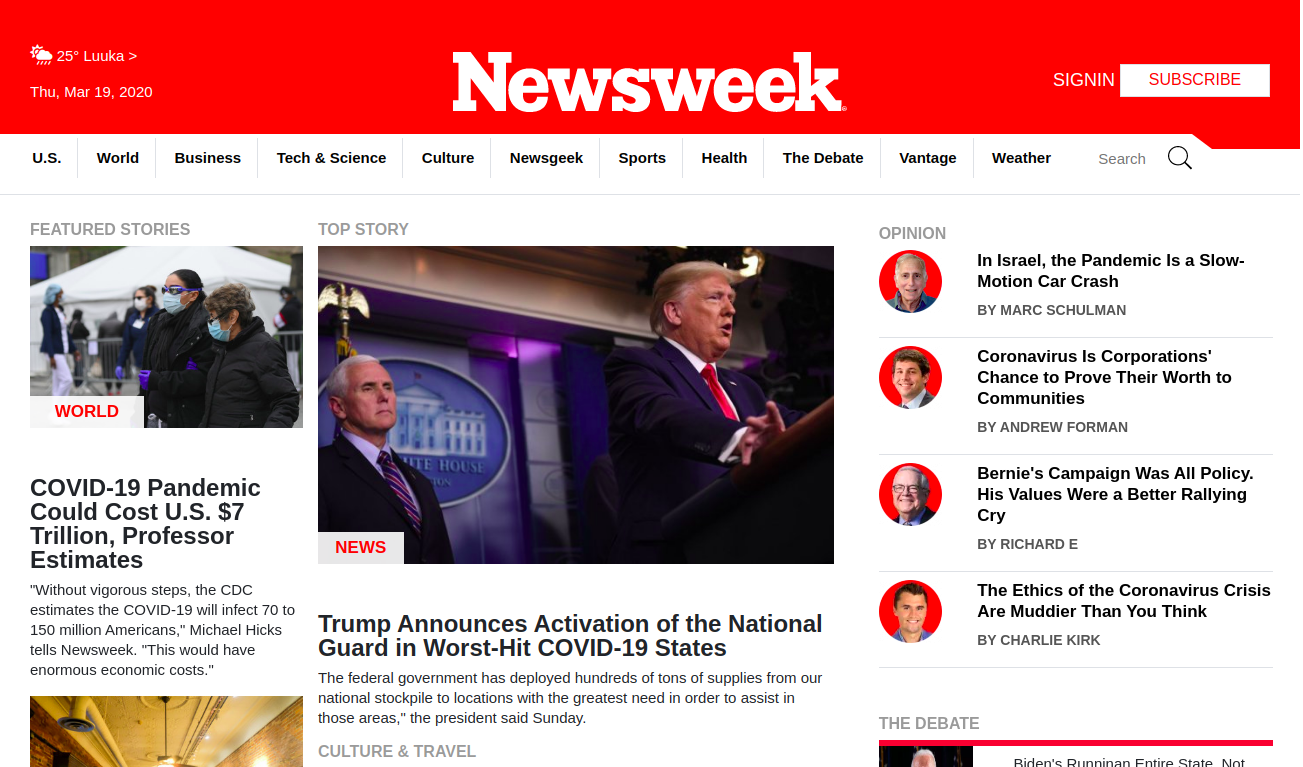 25° Luuka >
Thu, Mar 19, 2020
Newsweek
SIGNIN
SUBSCRIBE
U.S.
World
Business
Tech & Science
Culture
Newsgeek
Sports
Health
The Debate
Vantage
Weather
Search
FEATURED STORIES
WORLD
COVID-19 Pandemic
Could Cost U.S. $7
Trillion, Professor
Estimates
"Without vigorous steps, the CDC
estimates the COVID-19 will infect 70 to
150 million Americans," Michael Hicks
tells Newsweek. "This would have
enormous economic costs."
TOP STORY
HITE HOUSE
NEWS
Trump Announces Activation of the National
Guard in Worst-Hit COVID-19 States
The federal government has deployed hundreds of tons of supplies from our
national stockpile to locations with the greatest need in order to assist in
those areas," the president said Sunday.
CULTURE & TRAVEL
OPINION
In Israel, the Pandemic Is a Slow-
Motion Car Crash
BY MARC SCHULMAN
Coronavirus Is Corporations'
Chance to Prove Their Worth to
Communities
BY ANDREW FORMAN
Bernie's Campaign Was All Policy.
His Values Were a Better Rallying
Cry
BY RICHARD E
The Ethics of the Coronavirus Crisis
Are Muddier Than You Think
BY CHARLIE KIRK
THE DEBATE
Biden's Runninpan Entire State, Not